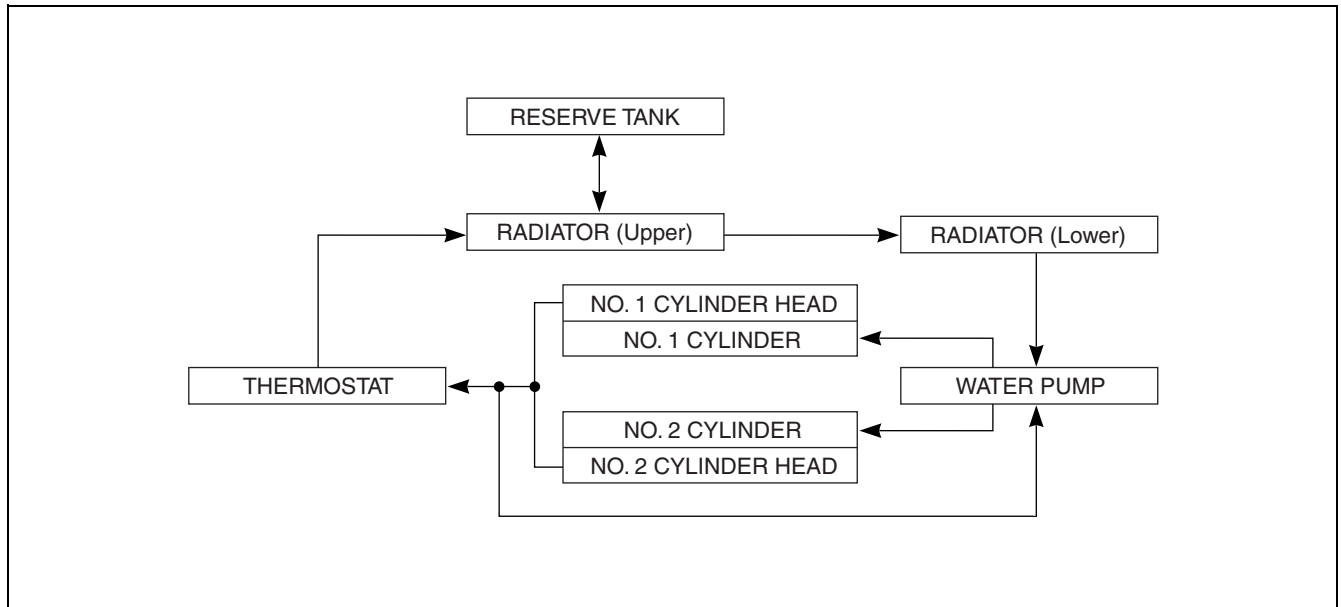 RESERVE TANK
RADIATOR (Upper)
RADIATOR (Lower)
NO. 1 CYLINDER HEAD
NO. 1 CYLINDER
THERMOSTAT
WATER PUMP
NO. 2 CYLINDER
NO. 2 CYLINDER HEAD